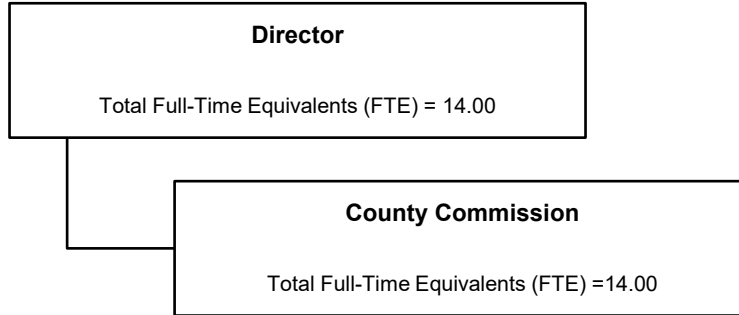 Director
Total Full-Time Equivalents (FTE) = 14.00
County Commission
Total Full-Time Equivalents (FTE) =14.00